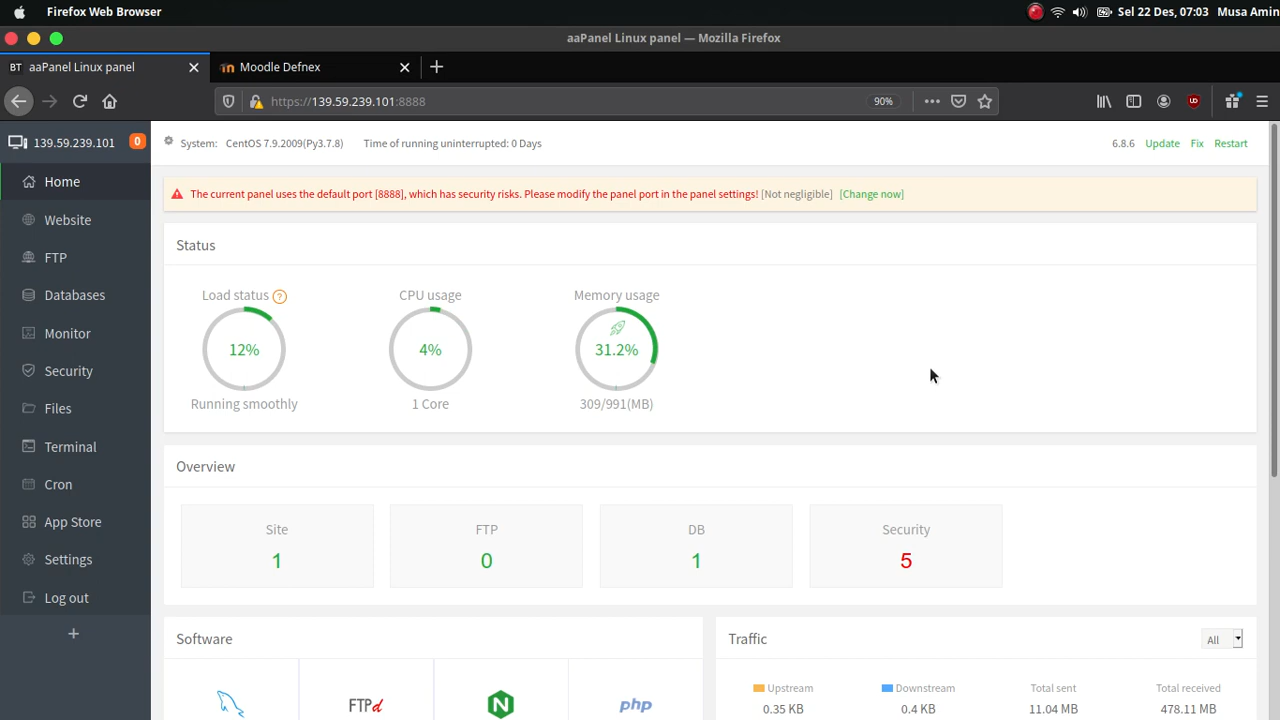 Firefox Web Browser
Sel 22 Des, 07:03 Musa Amin
aaPanel Linux panel — Mozilla Firefox
BT aaPanel Linux panel
Moodle Defnex
https://139.59.239.101:8888
90%
139.59.239.101 0
System: CentOS 7.9.2009(Py3.7.8) Time of running uninterrupted: 0 Days 6.8.6 Update Fix Restart
Home
Website
FTP
Databases
Monitor
Security
Files
Terminal
Cron
App Store
Settings
Log out
The current panel uses the default port [8888], which has security risks. Please modify the panel port in the panel settings! [Not negligible] [Change now]
Status
Load status ? CPU usage Memory usage
12% 4% 31.2%
Running smoothly 1 Core 309/991(MB)
Overview
Site FTP DB Security
1 0 1 5
Software
FTPd
php
Traffic All
Upstream Downstream Total sent Total received
0.35 KB 0.4 KB 11.04 MB 478.11 MB